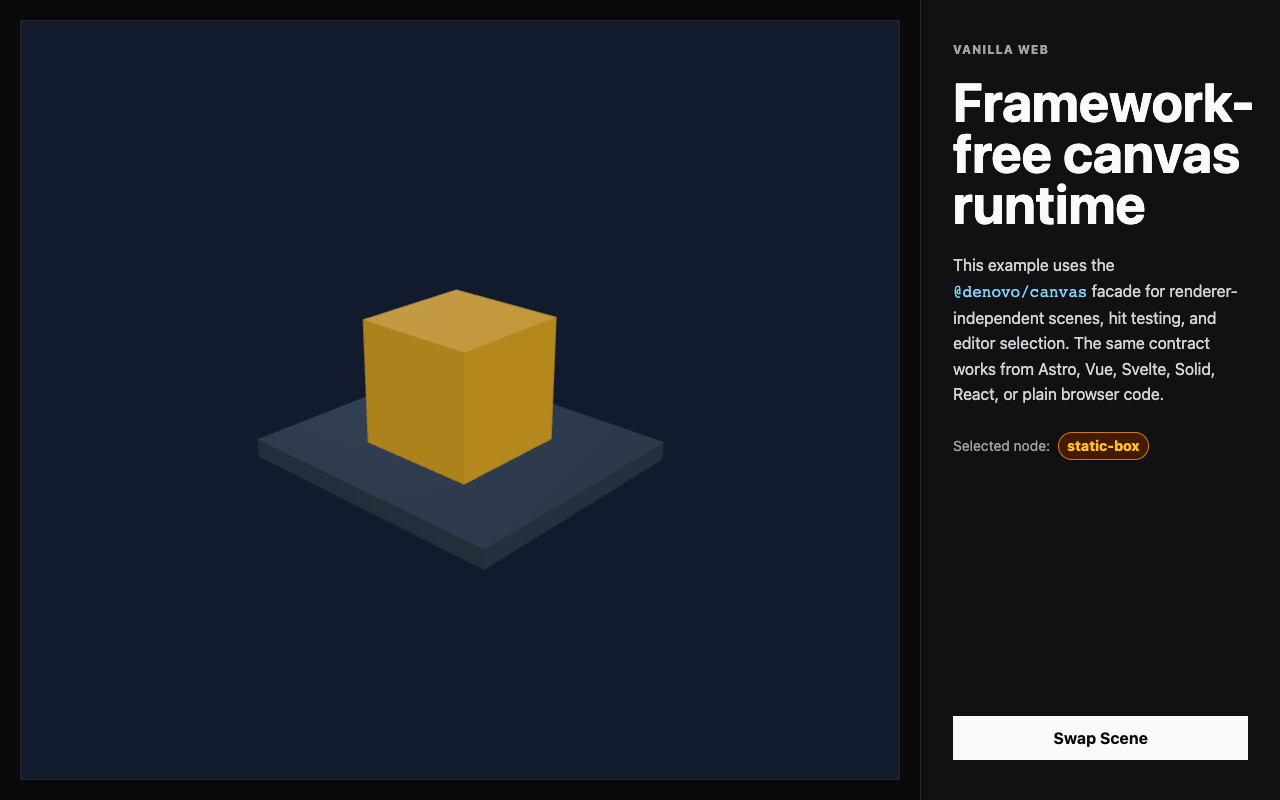 VANILLA WEB
Framework-
free canvas
runtime
This example uses the
@denovo/canvas facade for renderer-
independent scenes, hit testing, and
editor selection. The same contract
works from Astro, Vue, Svelte, Solid,
React, or plain browser code.
Selected node: static-box
Swap Scene